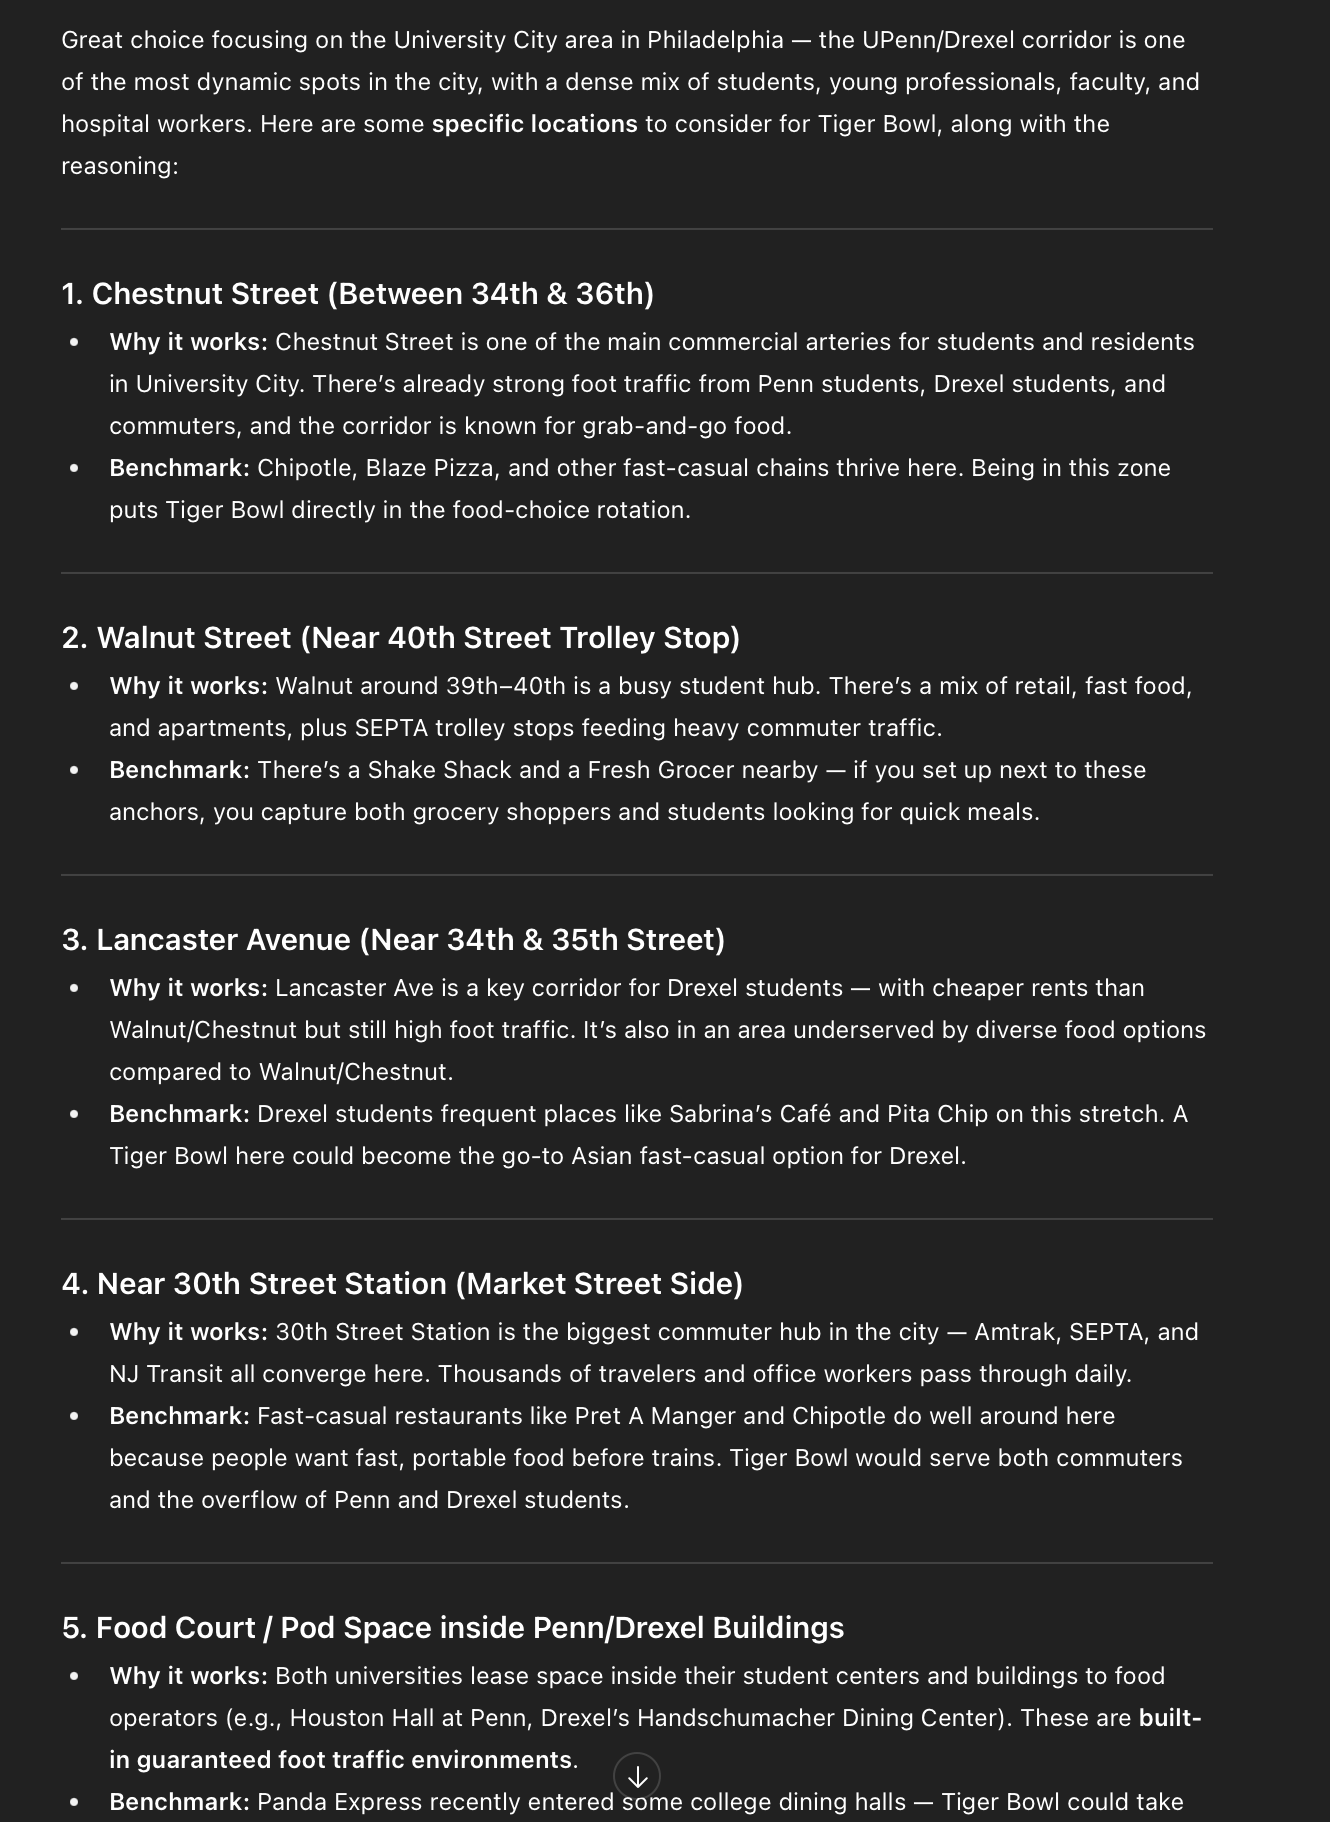 Great choice focusing on the University City area in Philadelphia — the UPenn/Drexel corridor is one
of the most dynamic spots in the city, with a dense mix of students, young professionals, faculty, and
hospital workers. Here are some specific locations to consider for Tiger Bowl, along with the
reasoning:
1. Chestnut Street (Between 34th & 36th)
• Why it works: Chestnut Street is one of the main commercial arteries for students and residents
in University City. There’s already strong foot traffic from Penn students, Drexel students, and
commuters, and the corridor is known for grab-and-go food.
• Benchmark: Chipotle, Blaze Pizza, and other fast-casual chains thrive here. Being in this zone
puts Tiger Bowl directly in the food-choice rotation.
2. Walnut Street (Near 40th Street Trolley Stop)
• Why it works: Walnut around 39th–40th is a busy student hub. There’s a mix of retail, fast food,
and apartments, plus SEPTA trolley stops feeding heavy commuter traffic.
• Benchmark: There’s a Shake Shack and a Fresh Grocer nearby — if you set up next to these
anchors, you capture both grocery shoppers and students looking for quick meals.
3. Lancaster Avenue (Near 34th & 35th Street)
• Why it works: Lancaster Ave is a key corridor for Drexel students — with cheaper rents than
Walnut/Chestnut but still high foot traffic. It’s also in an area underserved by diverse food options
compared to Walnut/Chestnut.
• Benchmark: Drexel students frequent places like Sabrina’s Café and Pita Chip on this stretch. A
Tiger Bowl here could become the go-to Asian fast-casual option for Drexel.
4. Near 30th Street Station (Market Street Side)
• Why it works: 30th Street Station is the biggest commuter hub in the city — Amtrak, SEPTA, and
NJ Transit all converge here. Thousands of travelers and office workers pass through daily.
• Benchmark: Fast-casual restaurants like Pret A Manger and Chipotle do well around here
because people want fast, portable food before trains. Tiger Bowl would serve both commuters
and the overflow of Penn and Drexel students.
5. Food Court / Pod Space inside Penn/Drexel Buildings
• Why it works: Both universities lease space inside their student centers and buildings to food
operators (e.g., Houston Hall at Penn, Drexel’s Handschumacher Dining Center). These are built-
in guaranteed foot traffic environments.
• Benchmark: Panda Express recently entered some college dining halls — Tiger Bowl could take